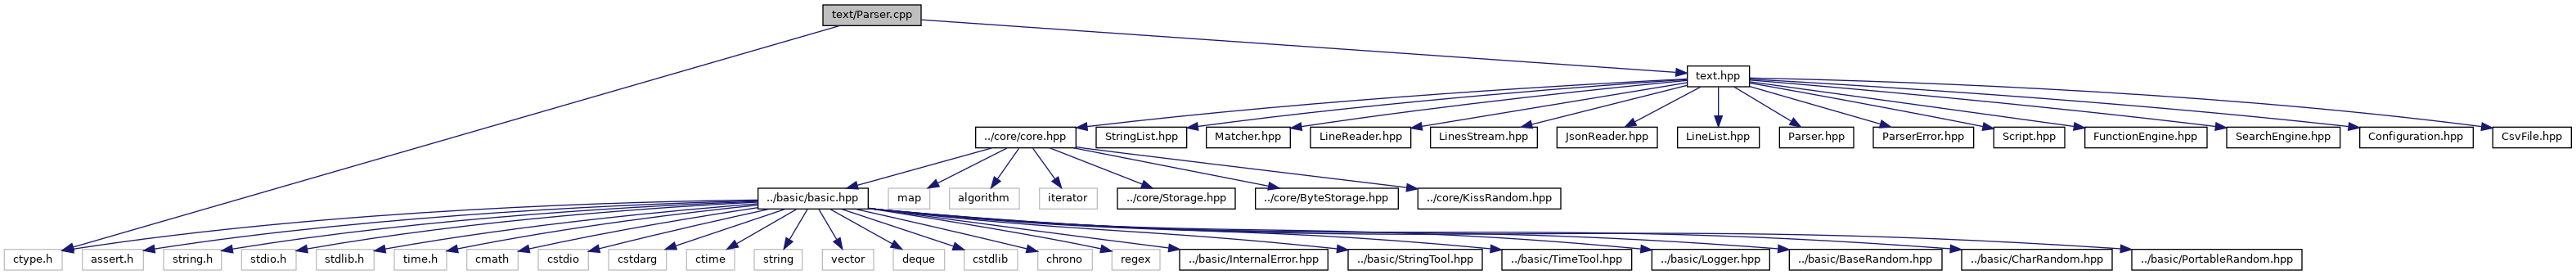 text/Parser.cpp
text.hpp
../core/core.hpp
StringList.hpp
Matcher.hpp
LineReader.hpp
LinesStream.hpp
JsonReader.hpp
LineList.hpp
Parser.hpp
ParserError.hpp
Script.hpp
FunctionEngine.hpp
SearchEngine.hpp
Configuration.hpp
CsvFile.hpp
../basic/basic.hpp
map
algorithm
iterator
../core/Storage.hpp
../core/ByteStorage.hpp
../core/KissRandom.hpp
ctype.h
assert.h
string.h
stdio.h
stdlib.h
time.h
cmath
cstdio
cstdarg
ctime
string
vector
deque
cstdlib
chrono
regex
../basic/InternalError.hpp
../basic/StringTool.hpp
../basic/TimeTool.hpp
../basic/Logger.hpp
../basic/BaseRandom.hpp
../basic/CharRandom.hpp
../basic/PortableRandom.hpp